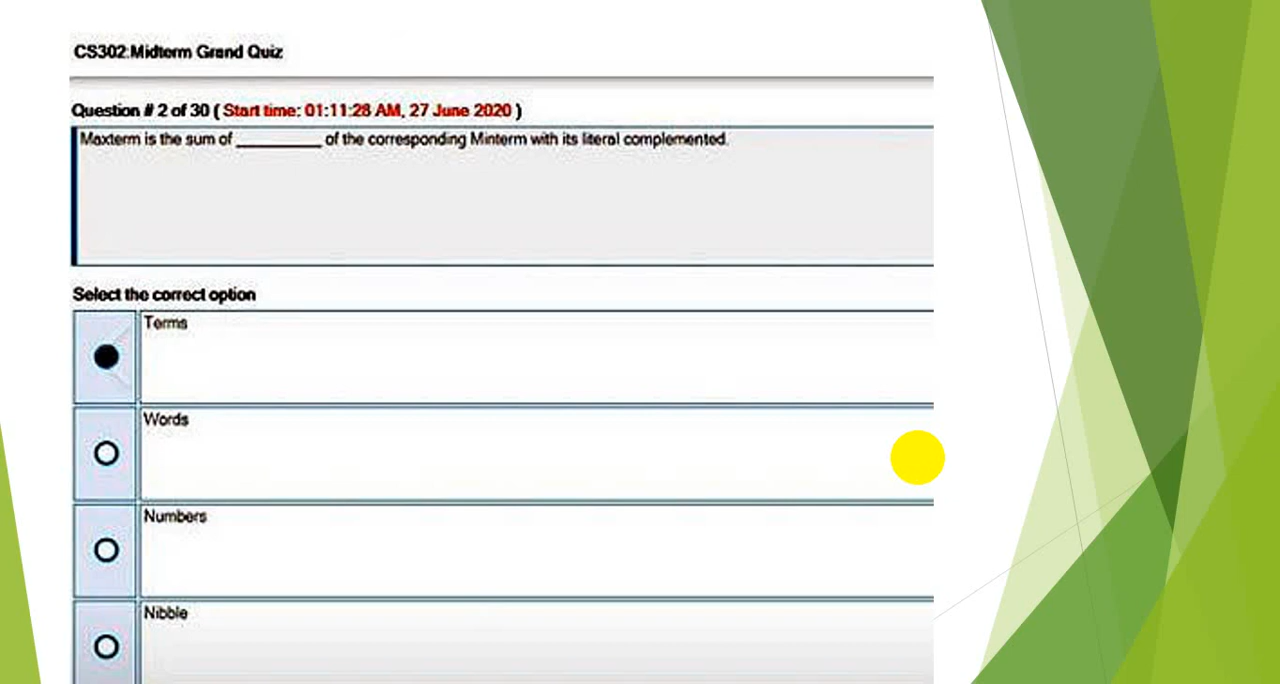 CS302:Midterm Grand Quiz
Question # 2 of 30 ( Start time: 01:11:28 AM, 27 June 2020 )
Maxterm is the sum of __________ of the corresponding Minterm with its literal complemented.
Select the correct option
Terms
Words
Numbers
Nibble